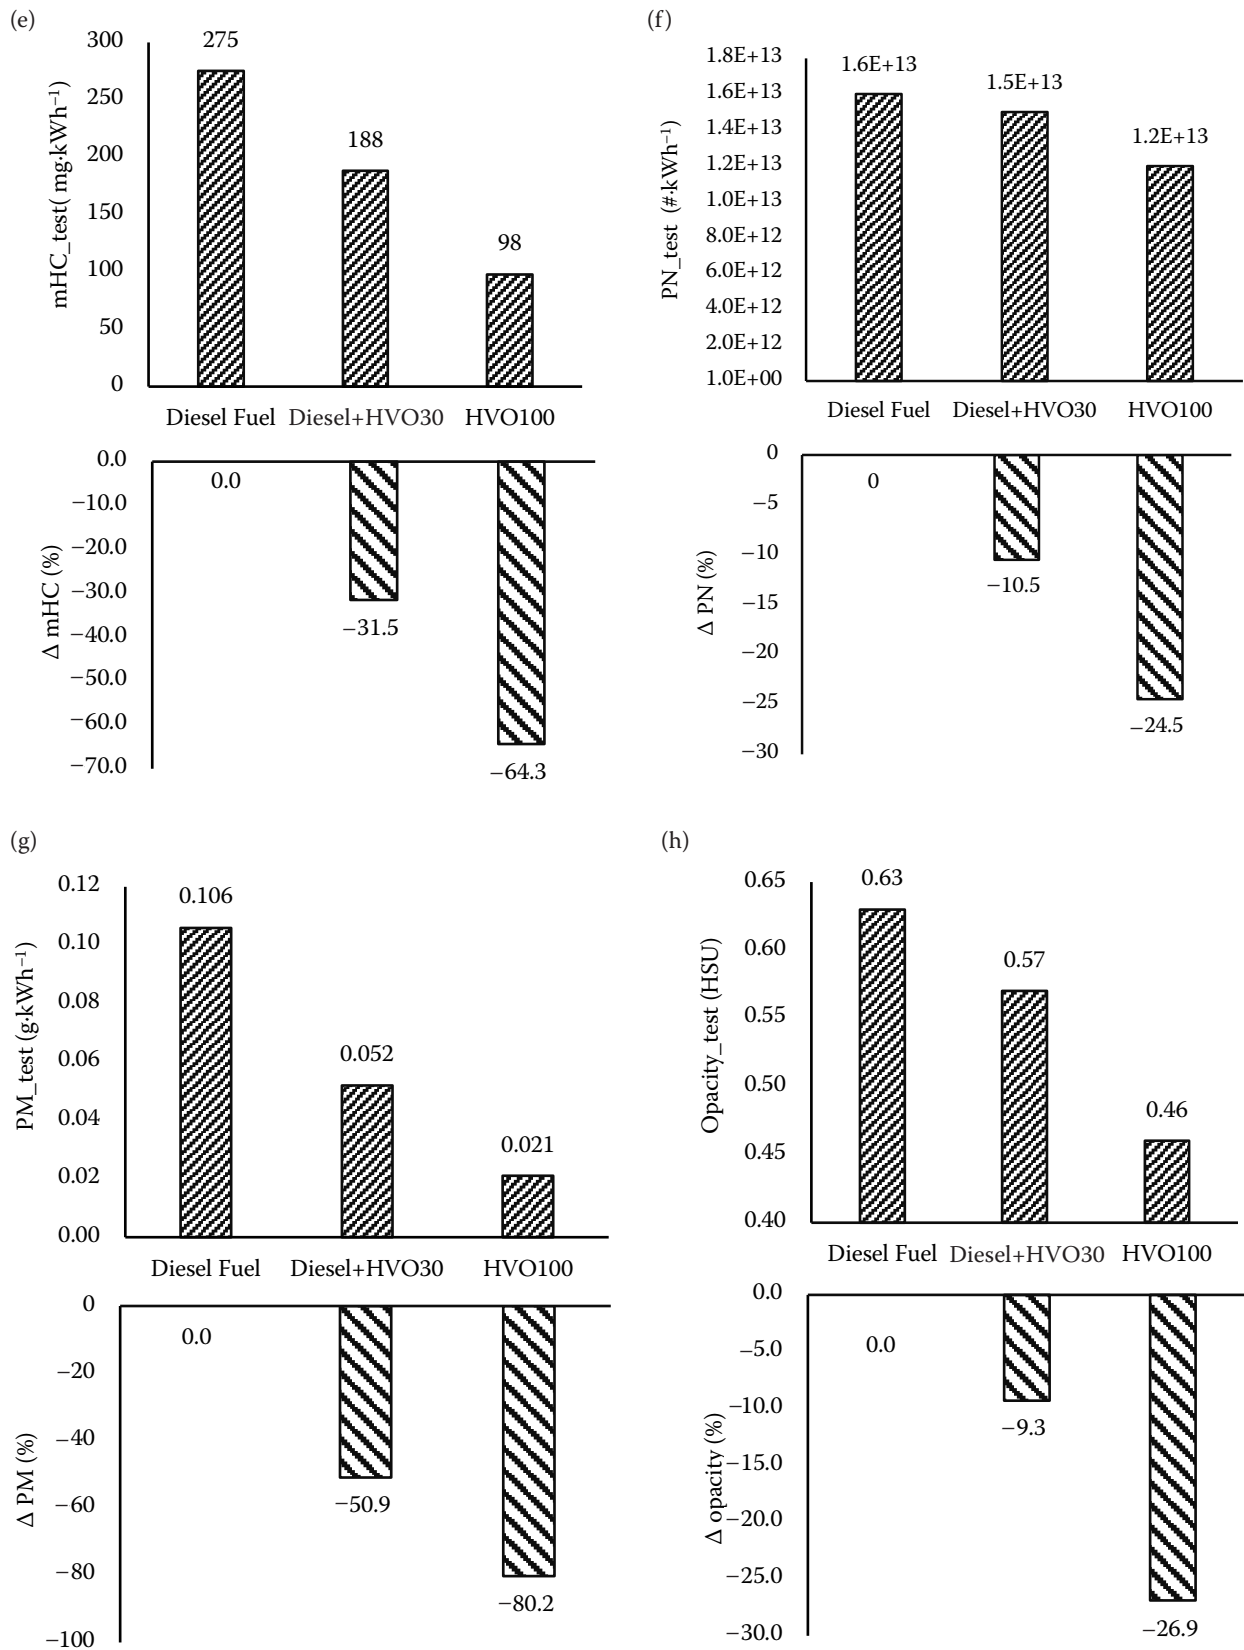 (e)
300
250
200
150
100
50
0
mHC_test( mg·kWh⁻¹)
275
188
98
Diesel Fuel Diesel+HVO30 HVO100
0.0
−10.0
−20.0
−30.0
−40.0
−50.0
−60.0
−70.0
Δ mHC (%)
0.0
−31.5
−64.3
(f)
1.8E+13
1.6E+13
1.4E+13
1.2E+13
1.0E+13
8.0E+12
6.0E+12
4.0E+12
2.0E+12
1.0E+00
PN_test (#·kWh⁻¹)
1.6E+13
1.5E+13
1.2E+13
Diesel Fuel Diesel+HVO30 HVO100
0
−5
−10
−15
−20
−25
−30
Δ PN (%)
0
−10.5
−24.5
(g)
0.12
0.10
0.08
0.06
0.04
0.02
0.00
PM_test (g·kWh⁻¹)
0.106
0.052
0.021
Diesel Fuel Diesel+HVO30 HVO100
0
−20
−40
−60
−80
−100
Δ PM (%)
0.0
−50.9
−80.2
(h)
0.65
0.60
0.55
0.50
0.45
0.40
Opacity_test (HSU)
0.63
0.57
0.46
Diesel Fuel Diesel+HVO30 HVO100
0.0
−5.0
−10.0
−15.0
−20.0
−25.0
−30.0
Δ opacity (%)
0.0
−9.3
−26.9